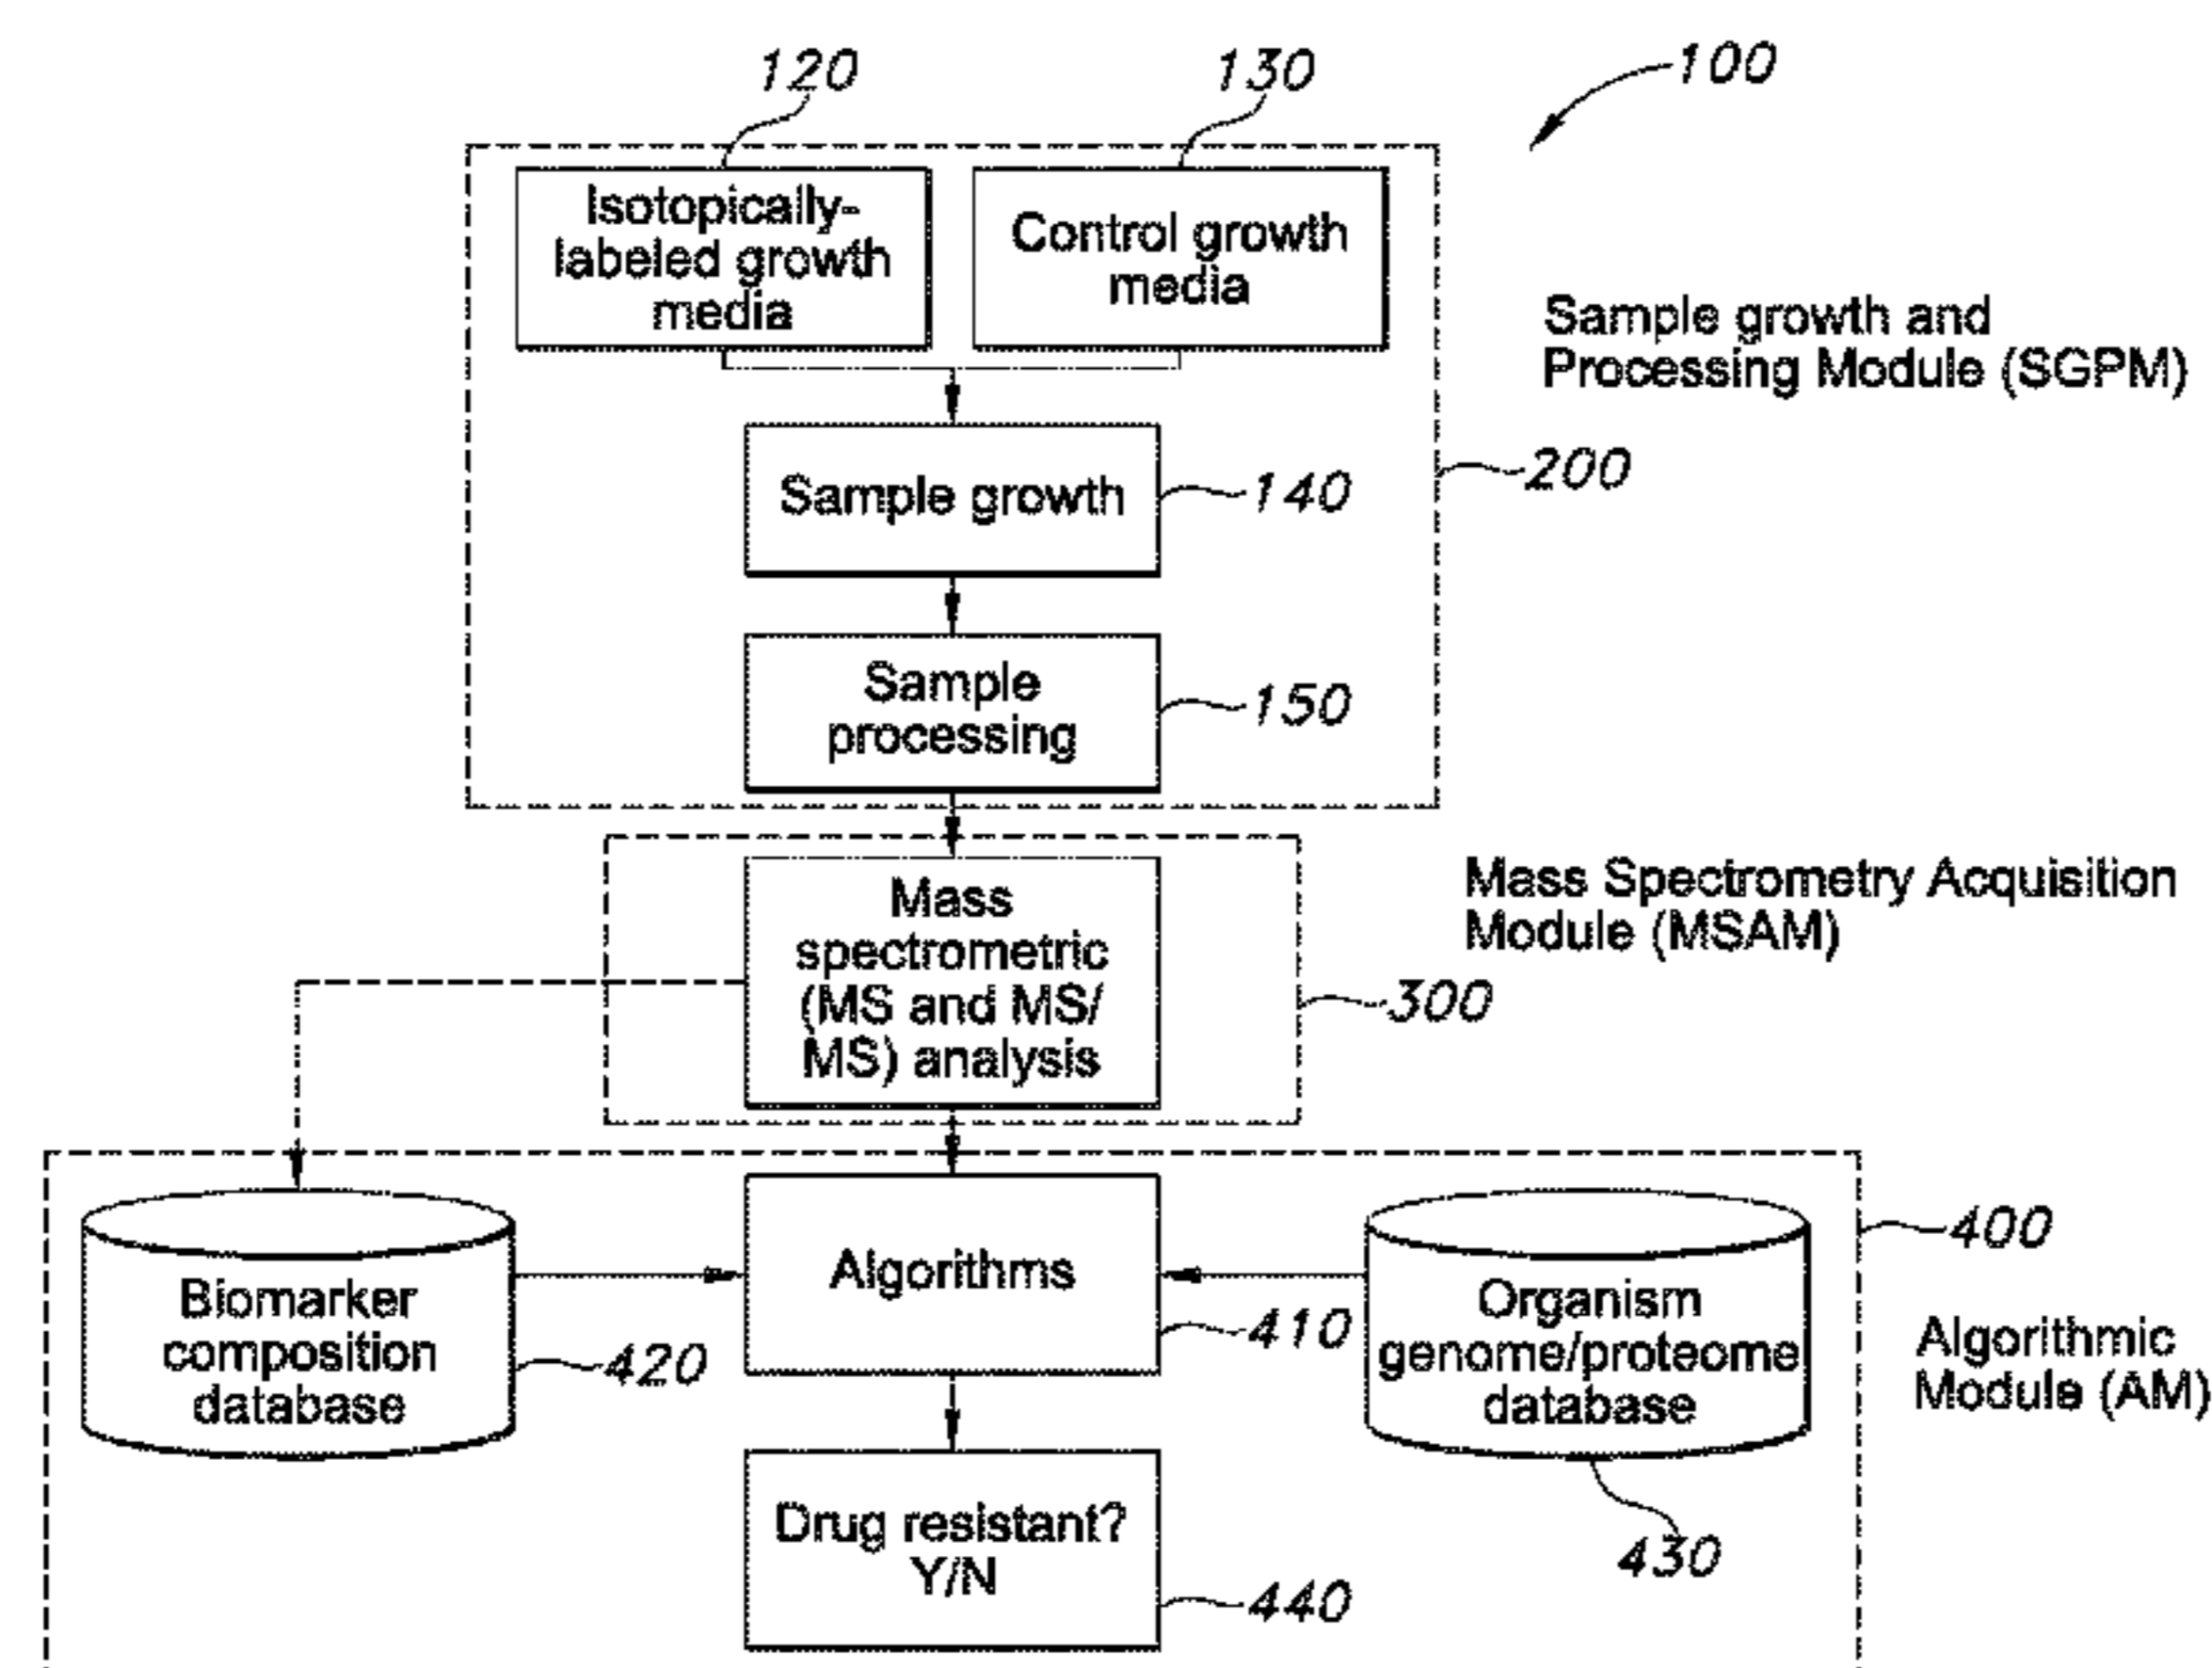 120
130
100
Isotopically-
labeled growth
media
Control growth
media
Sample growth and
Processing Module (SGPM)
200
Sample growth
140
Sample
processing
150
Mass
spectrometric
(MS and MS/
MS) analysis
Mass Spectrometry Acquisition
Module (MSAM)
300
Biomarker
composition
database
420
Algorithms
410
Organism
genome/proteome
database
430
400
Algorithmic
Module (AM)
Drug resistant?
Y/N
440